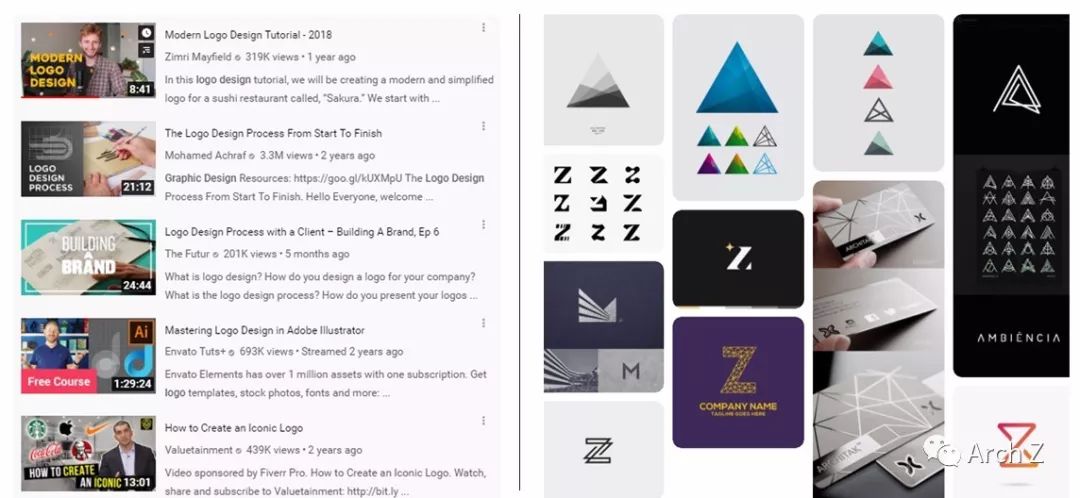 MODERN
LOGO
DESIGN
8:41
Modern Logo Design Tutorial - 2018
Zimri Mayfield 319K views • 1 year ago
In this logo design tutorial, we will be creating a modern and simplified
logo for a sushi restaurant called, "Sakura." We start with ...
LOGO
DESIGN
PROCESS
21:12
The Logo Design Process From Start To Finish
Mohamed Achraf 3.3M views • 2 years ago
Graphic Design Resources: https://goo.gl/kUXMpU The Logo Design
Process From Start To Finish. Hello Everyone, welcome ...
BUILDING
A
BRAND
24:44
Logo Design Process with a Client – Building A Brand, Ep 6
The Futur 201K views • 5 months ago
What is logo design? How do you design a logo for your company?
What is the logo design process? How do you present your logos ...
Ai
Free Course
1:29:24
Mastering Logo Design in Adobe Illustrator
Envato Tuts+ 693K views • Streamed 2 years ago
Envato Elements has over 1 million assets with one subscription. Get
logo templates, stock photos, fonts and more: ...
Coca-Cola
HOW TO CREATE
AN ICONIC
13:01
How to Create an Iconic Logo
Valuetainment 439K views • 2 years ago
Video sponsored by Fiverr Pro. How to Create an Iconic Logo. Watch,
share and subscribe to Valuetainment: http://bit.ly ...
Z Z Z
Z Z Z
Z Z Z
Z
M
Z
COMPANY NAME
TAGLINE GOES HERE
Z
ARCHITAK
ARCHITAK
AMBIÊNCIA
Arch Z